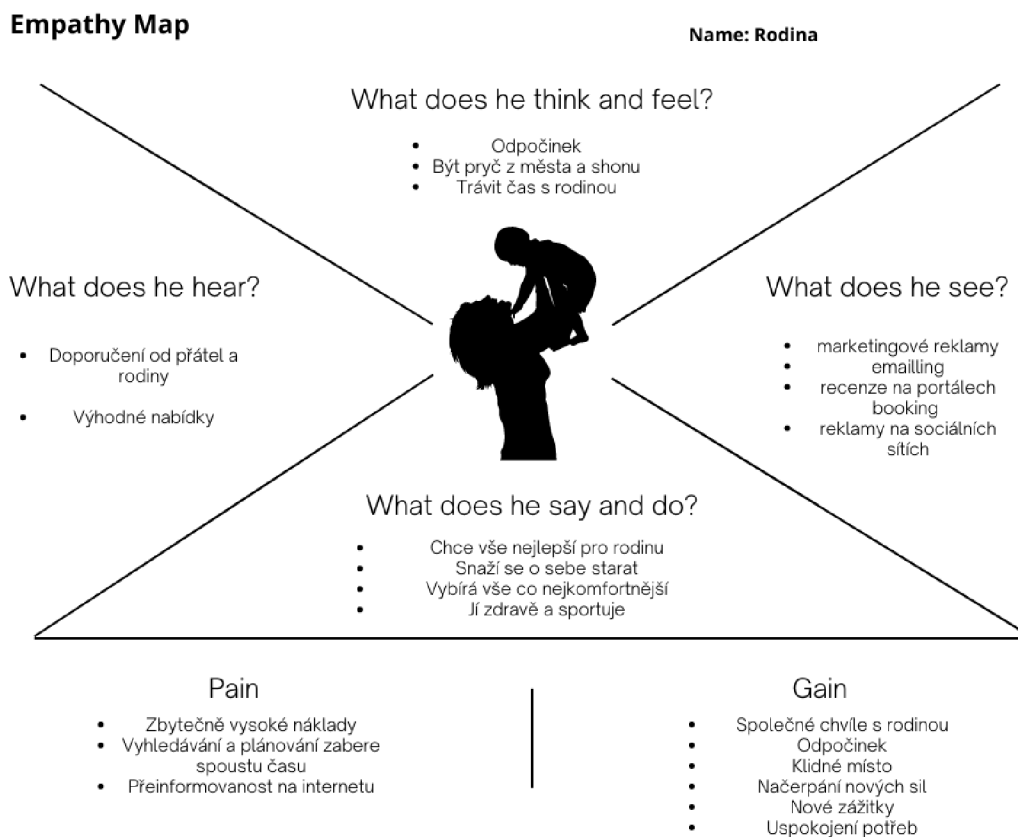 Empathy Map
Name: Rodina
What does he think and feel?
Odpočinek
Být pryč z města a shonu
Trávit čas s rodinou
What does he hear?
Doporučení od přátel a
rodiny
Výhodné nabídky
What does he see?
marketingové reklamy
emailling
recenze na portálech
booking
reklamy na sociálních
sítích
What does he say and do?
Chce vše nejlepší pro rodinu
Snaží se o sebe starat
Vybírá vše co nejkomfortnější
Jí zdravě a sportuje
Pain
Zbytečně vysoké náklady
Vyhledávání a plánování zabere
spoustu času
Přeinformovanost na internetu
Gain
Společné chvíle s rodinou
Odpočinek
Klidné místo
Načerpání nových sil
Nové zážitky
Uspokojení potřeb